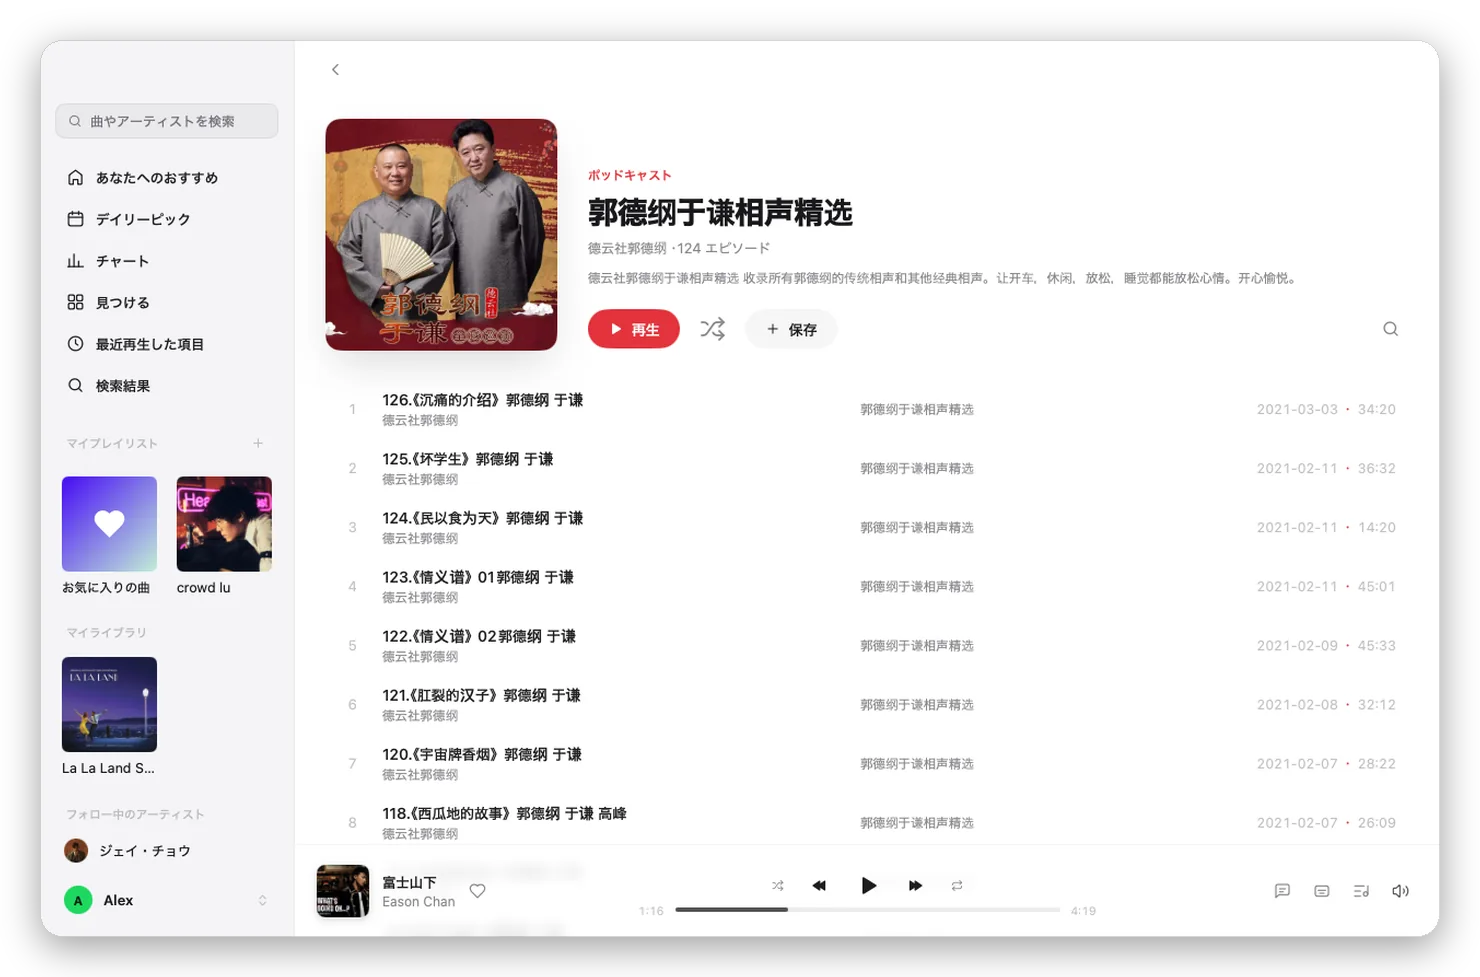 曲やアーティストを検索
あなたへのおすすめ
デイリーピック
チャート
見つける
最近再生した項目
検索結果
マイプレイリスト
お気に入りの曲
crowd lu
マイライブラリ
LA LA LAND
La La Land S...
フォロー中のアーティスト
ジェイ・チョウ
A
Alex
郭德纲
于谦
德云社
ポッドキャスト
郭德纲于谦相声精选
德云社郭德纲 ·124 エピソード
德云社郭德纲于谦相声精选 收录所有郭德纲的传统相声和其他经典相声。让开车，休闲，放松，睡觉都能放松心情。开心愉悦。
再生
保存
1 126.《沉痛的介绍》郭德纲 于谦 郭德纲于谦相声精选 2021-03-03 · 34:20
德云社郭德纲
2 125.《坏学生》郭德纲 于谦 郭德纲于谦相声精选 2021-02-11 · 36:32
德云社郭德纲
3 124.《民以食为天》郭德纲 于谦 郭德纲于谦相声精选 2021-02-11 · 14:20
德云社郭德纲
4 123.《情义谱》01郭德纲 于谦 郭德纲于谦相声精选 2021-02-11 · 45:01
德云社郭德纲
5 122.《情义谱》02郭德纲 于谦 郭德纲于谦相声精选 2021-02-09 · 45:33
德云社郭德纲
6 121.《肛裂的汉子》郭德纲 于谦 郭德纲于谦相声精选 2021-02-08 · 32:12
德云社郭德纲
7 120.《宇宙牌香烟》郭德纲 于谦 郭德纲于谦相声精选 2021-02-07 · 28:22
德云社郭德纲
8 118.《西瓜地的故事》郭德纲 于谦 高峰 郭德纲于谦相声精选 2021-02-07 · 26:09
德云社郭德纲
WHAT'S
GOING ON...?
富士山下
Eason Chan
1:16
4:19